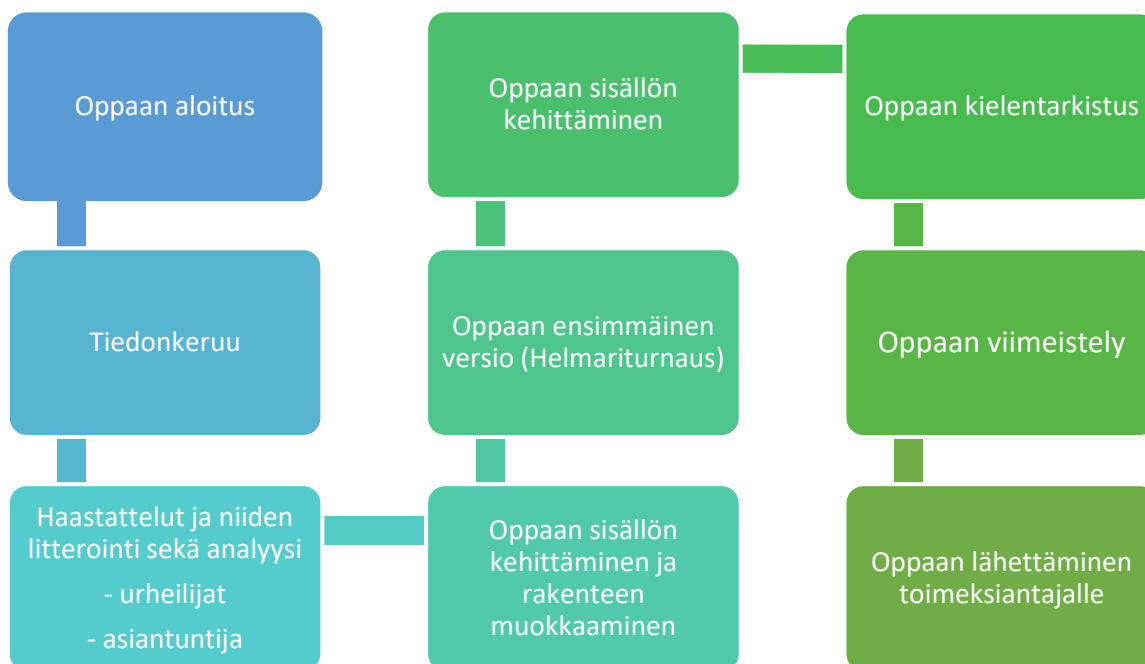 Oppaan aloitus
Tiedonkeruu
Haastattelut ja niiden
litterointi sekä analyysi
- urheilijat
- asiantuntija
Oppaan sisällön
kehittäminen ja
rakenteen
muokkaaminen
Oppaan ensimmäinen
versio (Helmariturnaus)
Oppaan sisällön
kehittäminen
Oppaan kielentarkistus
Oppaan viimeistely
Oppaan lähettäminen
toimeksiantajalle